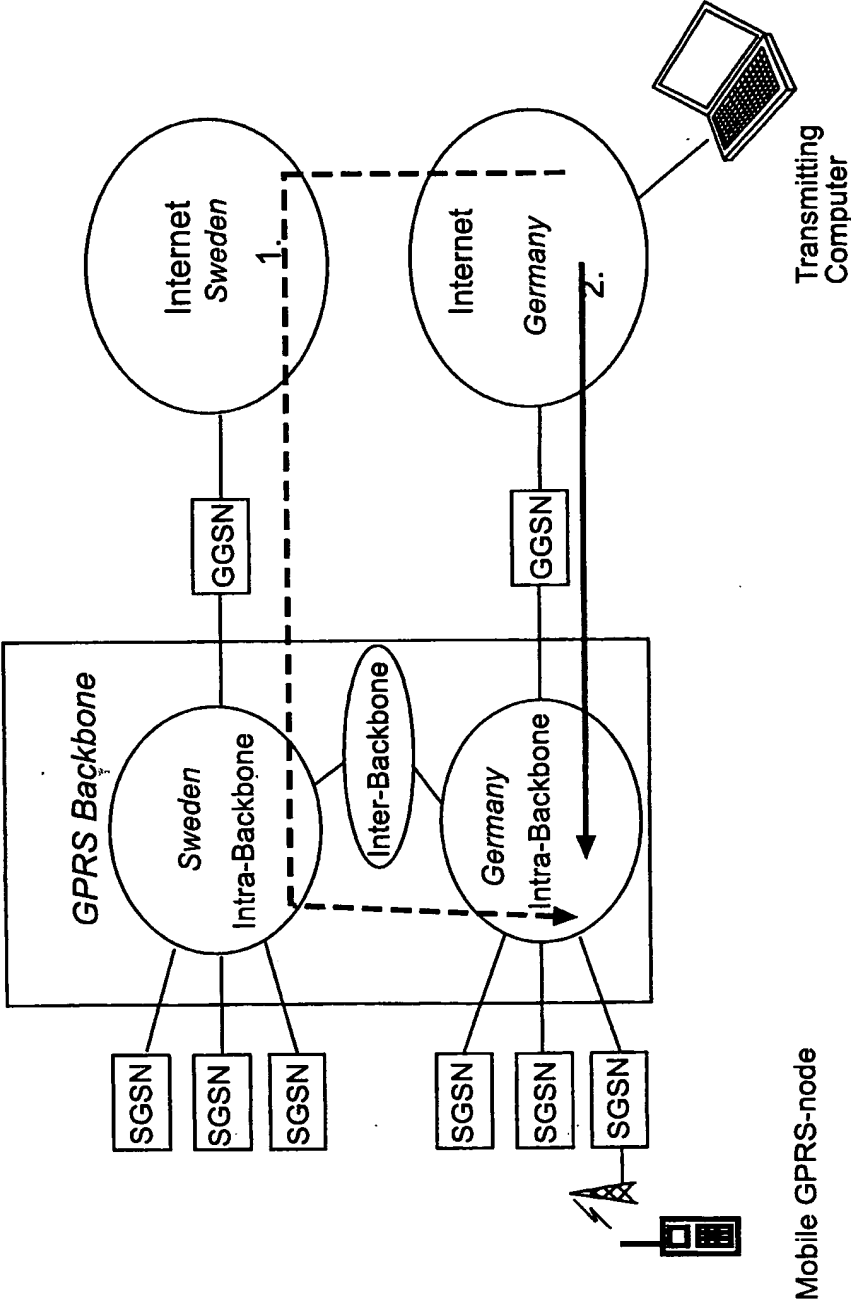 GPRS Backbone
SGSN
SGSN
SGSN
Sweden
Intra-Backbone
GGSN
Internet
Sweden
1.
Inter-Backbone
SGSN
SGSN
SGSN
Germany
Intra-Backbone
GGSN
Internet
Germany
2.
Mobile GPRS-node
Transmitting
Computer